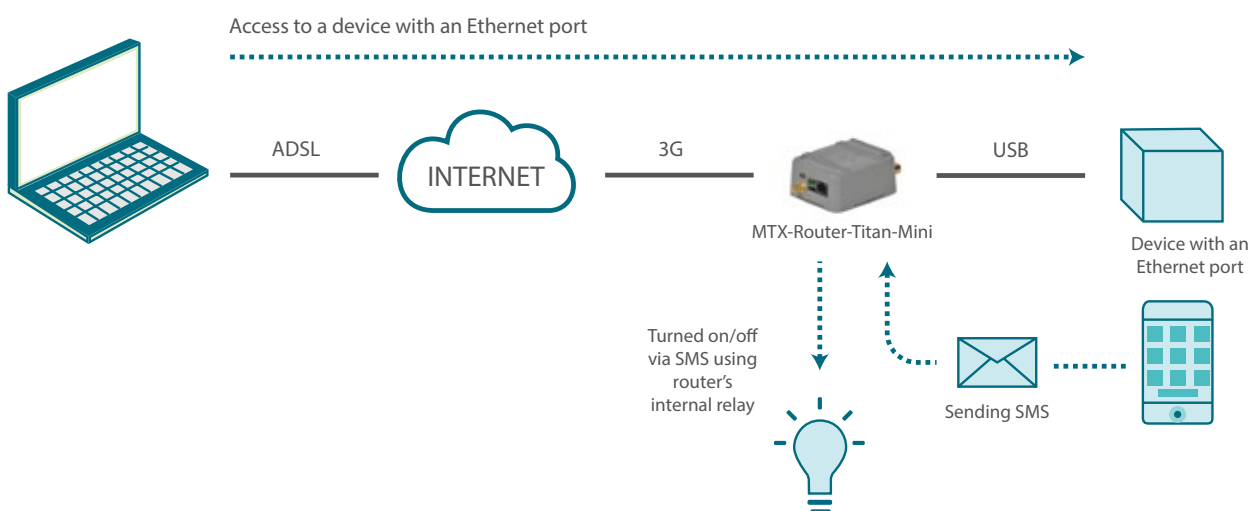 Access to a device with an Ethernet port
ADSL
INTERNET
3G
USB
MTX-Router-Titan-Mini
Device with an
Ethernet port
Turned on/off
via SMS using
router's
internal relay
Sending SMS